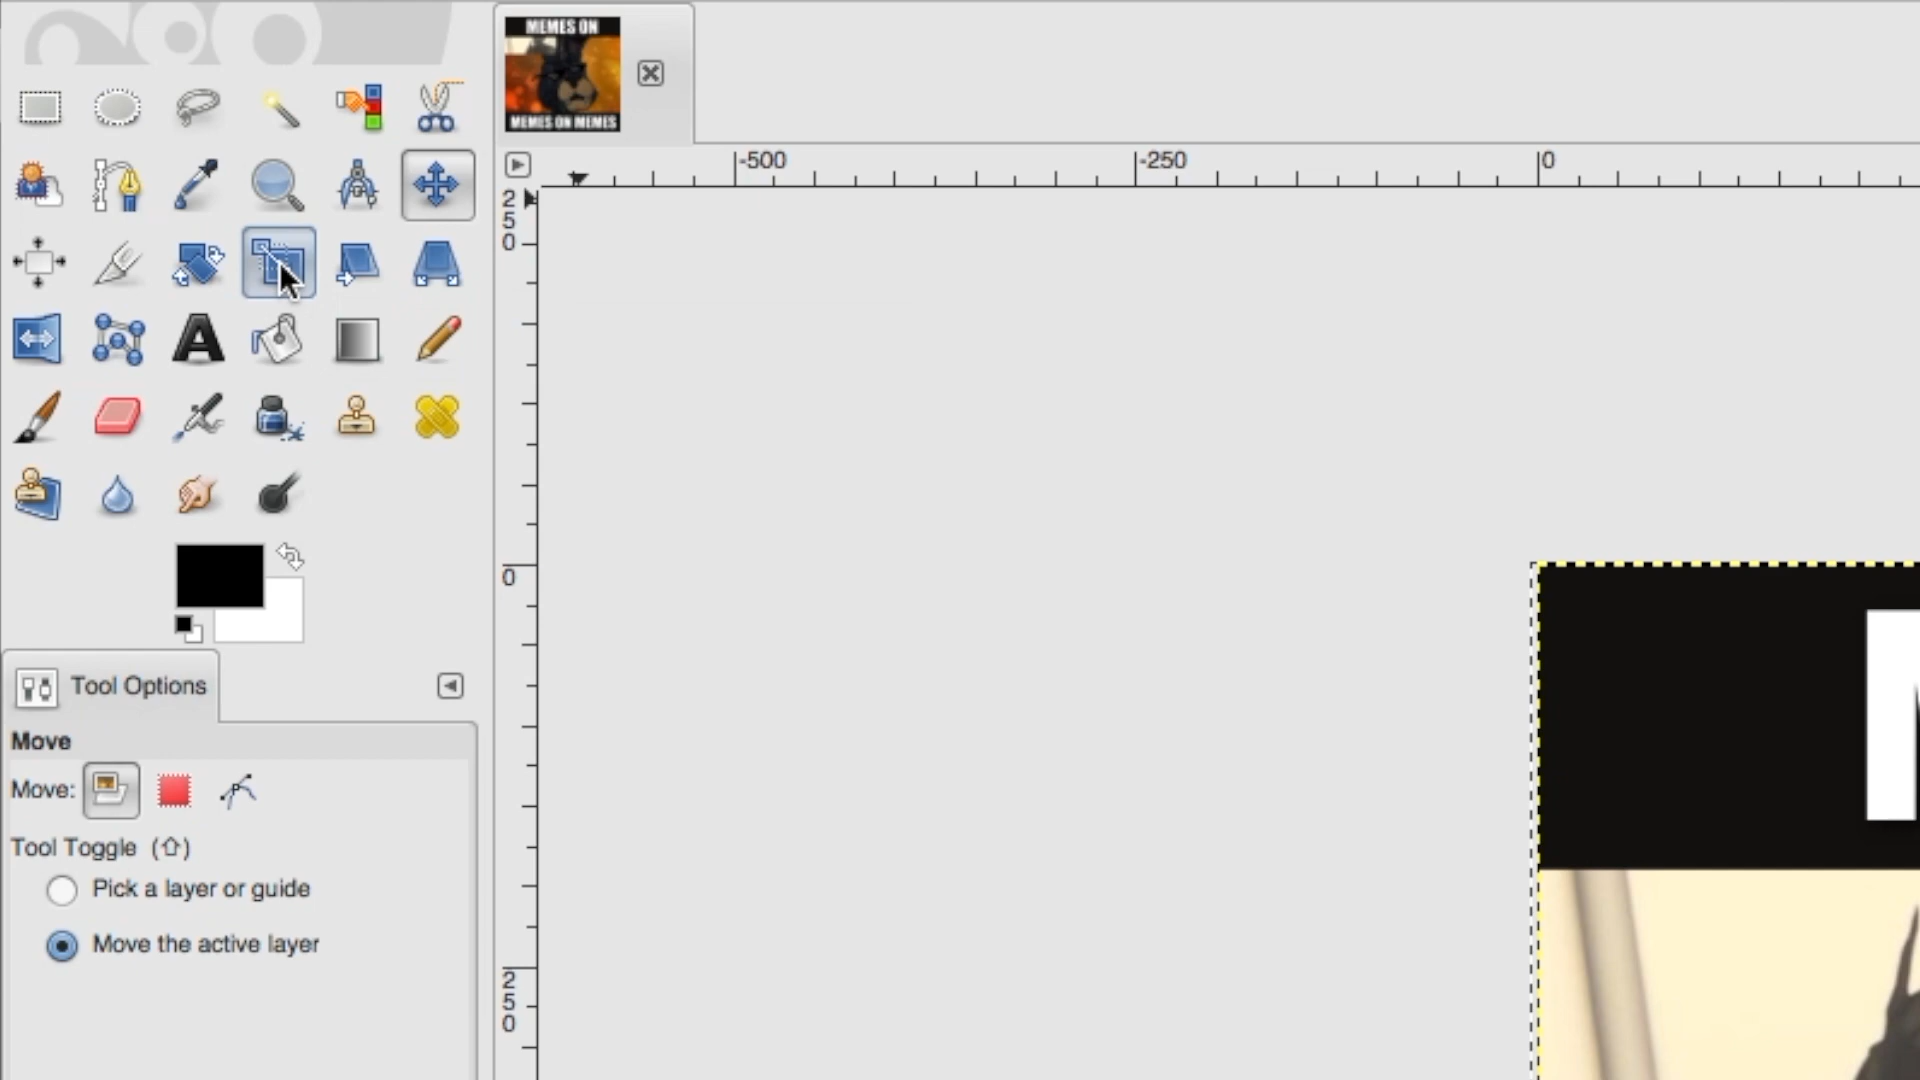 MEMES ON
MEMES ON MEMES
-500
-250
0
250
0
250
Tool Options
Move
Move:
Tool Toggle (⇧)
Pick a layer or guide
Move the active layer